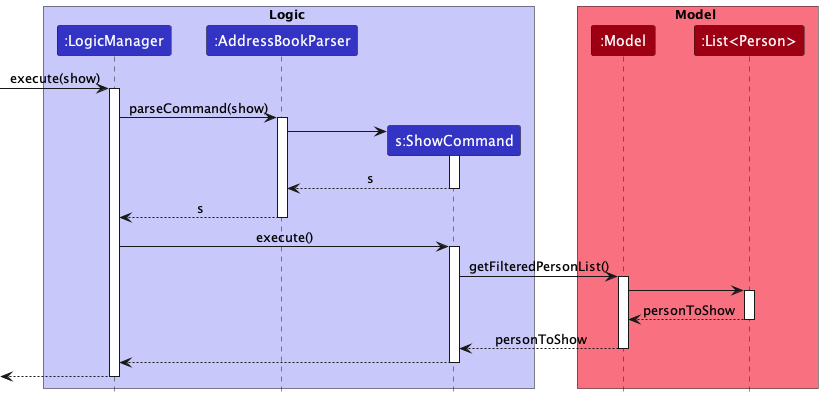 Logic
Model
:LogicManager
:AddressBookParser
:Model
:List<Person>
execute(show)
parseCommand(show)
s:ShowCommand
s
s
execute()
getFilteredPersonList()
personToShow
personToShow